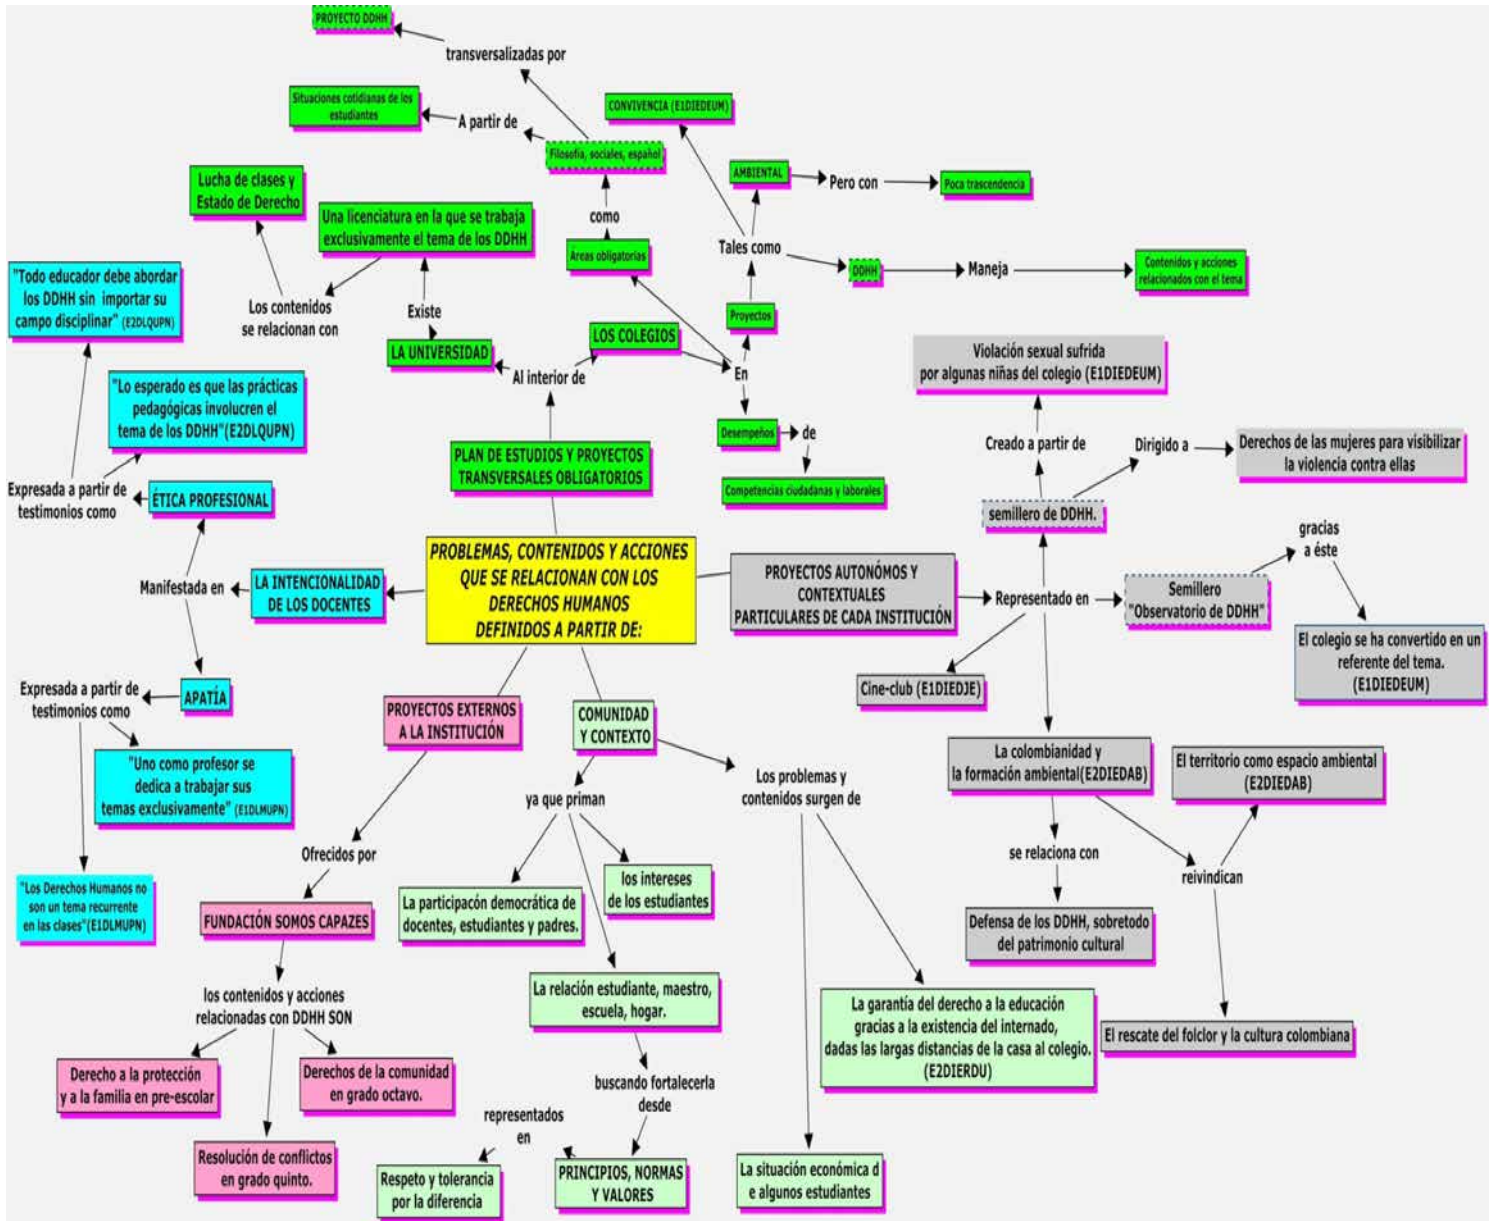 PROYECTO DDHH
transversalizadas por
Situaciones cotidianas de los
estudiantes
A partir de
Filosofía, sociales, español
como
Áreas obligatorias
CONVIVENCIA (E1DIEDEUM)
AMBIENTAL
Pero con
Poca trascendencia
Tales como
DDHH
Maneja
Contenidos y acciones
relacionados con el tema
Proyectos
En
Desempeños
de
Competencias ciudadanas y laborales
LOS COLEGIOS
Al interior de
LA UNIVERSIDAD
Existe
Una licenciatura en la que se trabaja
exclusivamente el tema de los DDHH
Los contenidos
se relacionan con
Lucha de clases y
Estado de Derecho
PLAN DE ESTUDIOS Y PROYECTOS
TRANSVERSALES OBLIGATORIOS
"Todo educador debe abordar
los DDHH sin importar su
campo disciplinar" (E2DLQUPN)
"Lo esperado es que las prácticas
pedagógicas involucren el
tema de los DDHH"(E2DLQUPN)
Expresada a partir de
testimonios como
ÉTICA PROFESIONAL
Manifestada en
LA INTENCIONALIDAD
DE LOS DOCENTES
PROBLEMAS, CONTENIDOS Y ACCIONES
QUE SE RELACIONAN CON LOS
DERECHOS HUMANOS
DEFINIDOS A PARTIR DE:
APATÍA
Expresada a partir de
testimonios como
"Uno como profesor se
dedica a trabajar sus
temas exclusivamente" (E1DLMUPN)
"Los Derechos Humanos no
son un tema recurrente
en las clases"(E1DLMUPN)
PROYECTOS AUTONÓMOS Y
CONTEXTUALES
PARTICULARES DE CADA INSTITUCIÓN
Representado en
Violación sexual sufrida
por algunas niñas del colegio (E1DIEDEUM)
Creado a partir de
Dirigido a
Derechos de las mujeres para visibilizar
la violencia contra ellas
semillero de DDHH.
gracias
a éste
Semillero
"Observatorio de DDHH"
El colegio se ha convertido en un
referente del tema.
(E1DIEDEUM)
Cine-club (E1DIEDJE)
La colombianidad y
la formación ambiental(E2DIEDAB)
El territorio como espacio ambiental
(E2DIEDAB)
se relaciona con
reivindican
Defensa de los DDHH, sobretodo
del patrimonio cultural
El rescate del folclor y la cultura colombiana
PROYECTOS EXTERNOS
A LA INSTITUCIÓN
Ofrecidos por
FUNDACIÓN SOMOS CAPAZES
los contenidos y acciones
relacionadas con DDHH SON
Derecho a la protección
y a la familia en pre-escolar
Derechos de la comunidad
en grado octavo.
Resolución de conflictos
en grado quinto.
COMUNIDAD
Y CONTEXTO
ya que priman
Los problemas y
contenidos surgen de
La participacón democrática de
docentes, estudiantes y padres.
los intereses
de los estudiantes
La relación estudiante, maestro,
escuela, hogar.
buscando fortalecerla
desde
PRINCIPIOS, NORMAS
Y VALORES
representados
en
Respeto y tolerancia
por la diferencia
La garantía del derecho a la educación
gracias a la existencia del internado,
dadas las largas distancias de la casa al colegio.
(E2DIERDU)
La situación económica d
e algunos estudiantes